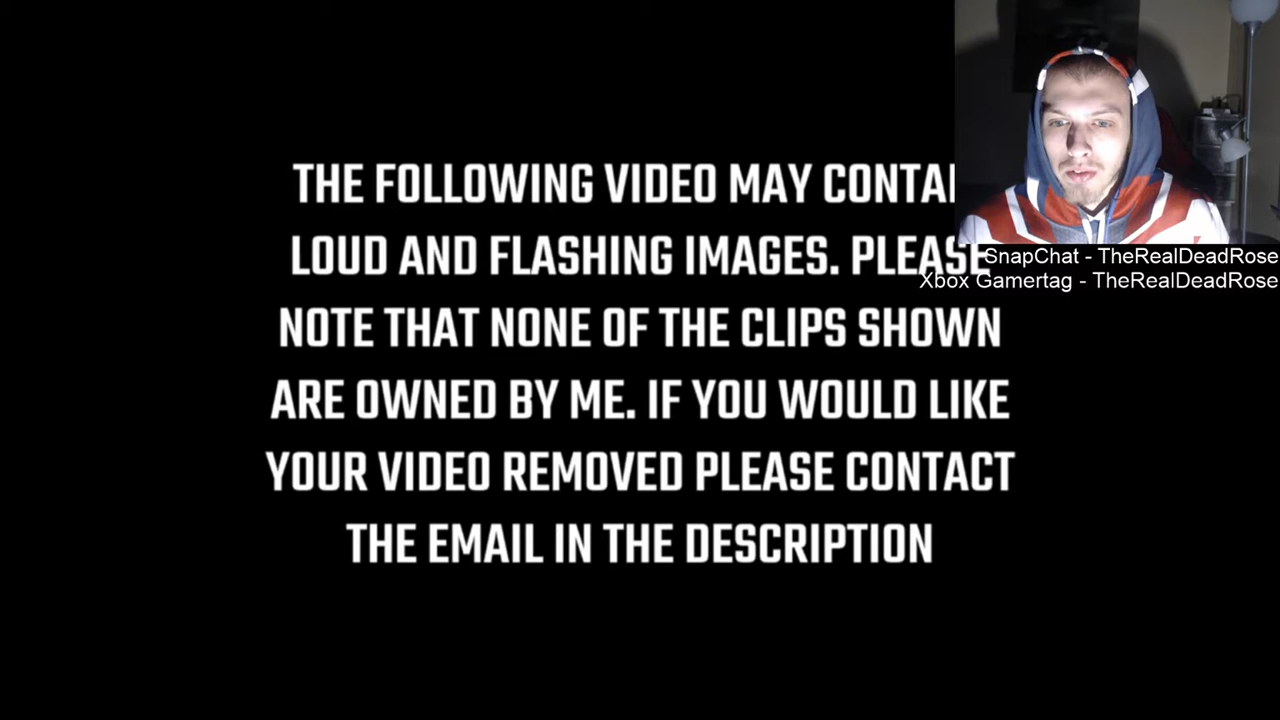 THE FOLLOWING VIDEO MAY
LOUD AND FLASHING IMAGES. PLEASE
SnapChat - TheRealDeadRose
Xbox Gamertag - TheRealDeadRose
NOTE THAT NONE OF THE CLIPS SHOWN
ARE OWNED BY ME. IF YOU WOULD LIKE
YOUR VIDEO REMOVED PLEASE CONTACT
THE EMAIL IN THE DESCRIPTION